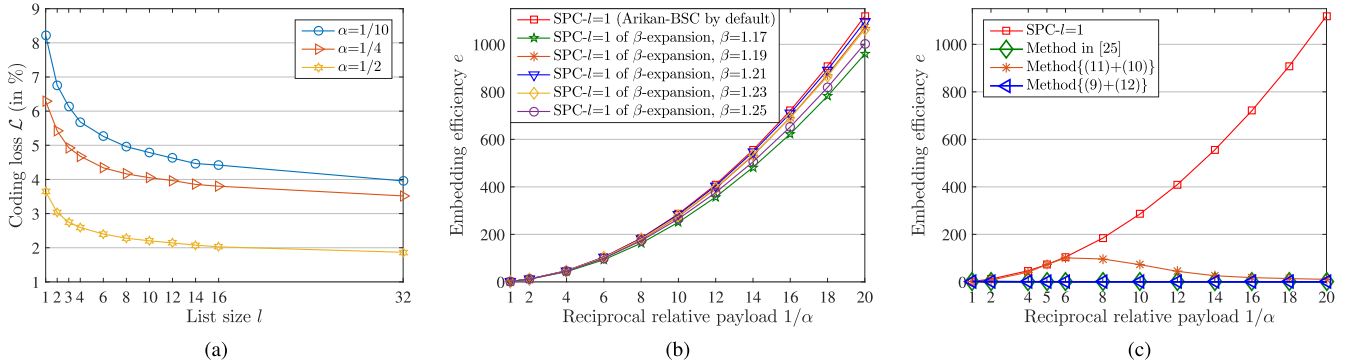 9
8
7
6
5
4
3
2
1
Coding loss ℒ (in %)
α=1/10
α=1/4
α=1/2
1 2 3 4 6 8 10 12 14 16 32
List size l
(a)
1000
800
600
400
200
0
Embedding efficiency e
SPC-l=1 (Arikan-BSC by default)
SPC-l=1 of β-expansion, β=1.17
SPC-l=1 of β-expansion, β=1.19
SPC-l=1 of β-expansion, β=1.21
SPC-l=1 of β-expansion, β=1.23
SPC-l=1 of β-expansion, β=1.25
1 2 4 6 8 10 12 14 16 18 20
Reciprocal relative payload 1/α
(b)
1000
800
600
400
200
0
Embedding efficiency e
SPC-l=1
Method in [25]
Method{(11)+(10)}
Method{(9)+(12)}
1 2 4 5 6 8 10 12 14 16 18 20
Reciprocal relative payload 1/α
(c)